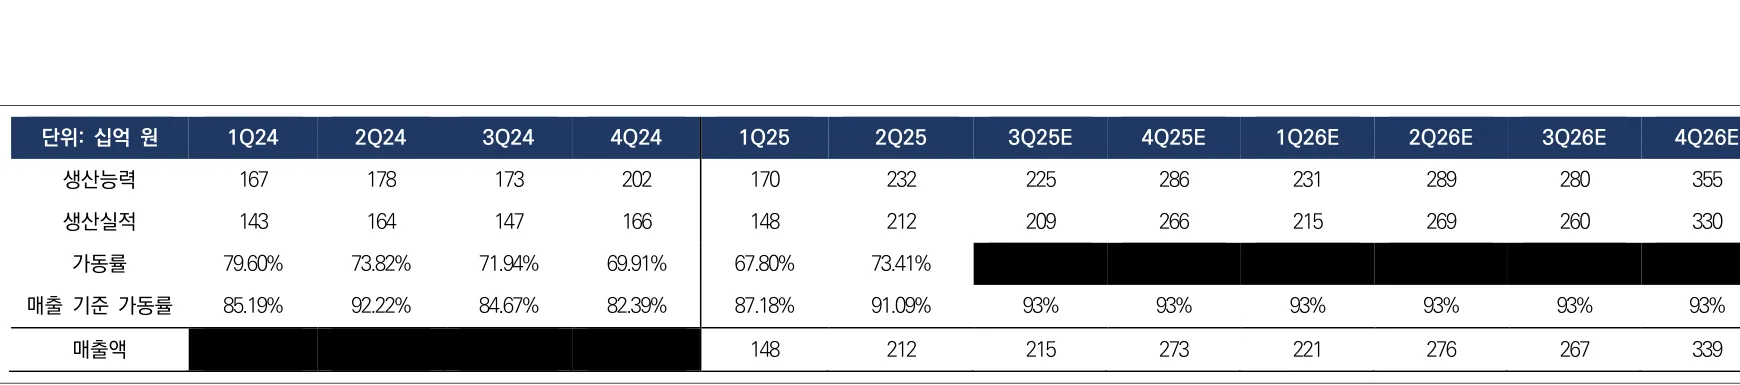 단위: 십억 원 1Q24 2Q24 3Q24 4Q24 1Q25 2Q25 3Q25E 4Q25E 1Q26E 2Q26E 3Q26E 4Q26E
생산능력 167 178 173 202 170 232 225 286 231 289 280 355
생산실적 143 164 147 166 148 212 209 266 215 269 260 330
가동률 79.60% 73.82% 71.94% 69.91% 67.80% 73.41%
매출 기준 가동률 85.19% 92.22% 84.67% 82.39% 87.18% 91.09% 93% 93% 93% 93% 93% 93%
매출액 148 212 215 273 221 276 267 339